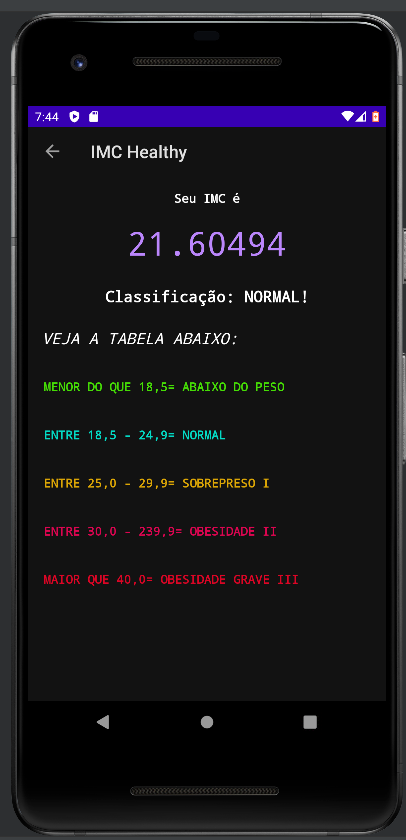 7:44
IMC Healthy
Seu IMC é
21.60494
Classificação: NORMAL!
VEJA A TABELA ABAIXO:
MENOR DO QUE 18,5= ABAIXO DO PESO
ENTRE 18,5 - 24,9= NORMAL
ENTRE 25,0 - 29,9= SOBREPRESO I
ENTRE 30,0 - 239,9= OBESIDADE II
MAIOR QUE 40,0= OBESIDADE GRAVE III